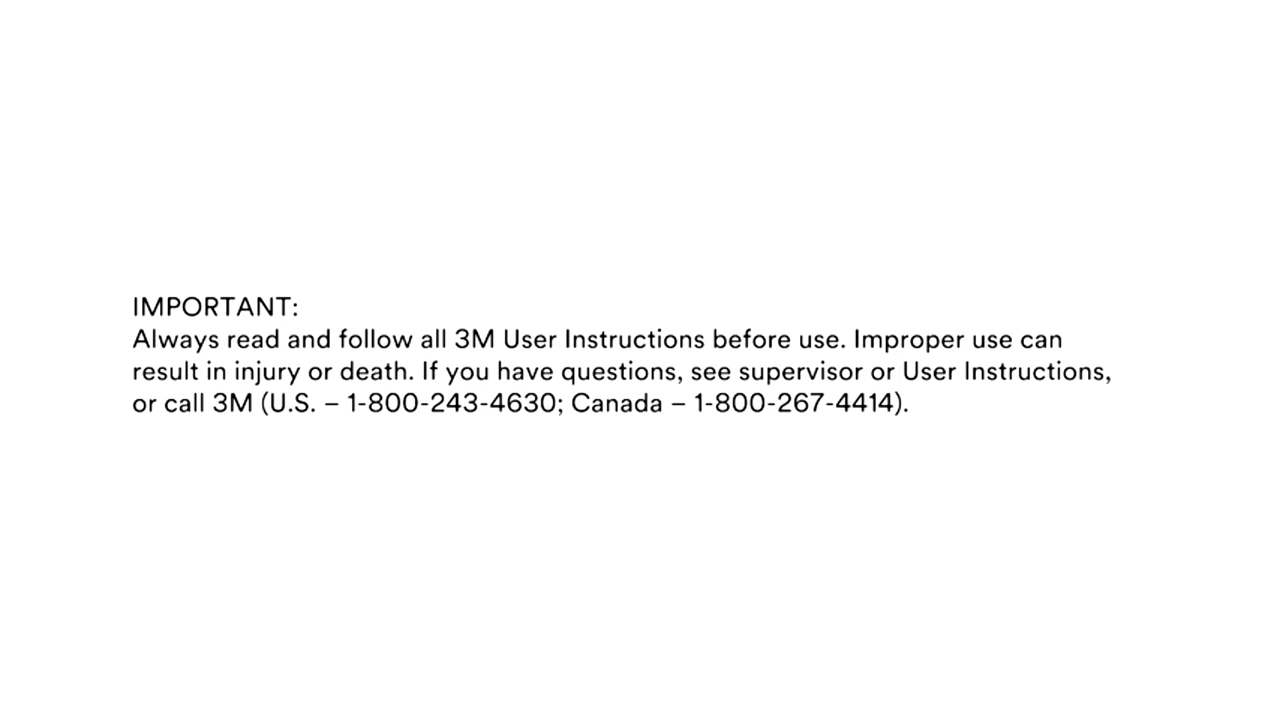 IMPORTANT:
Always read and follow all 3M User Instructions before use. Improper use can
result in injury or death. If you have questions, see supervisor or User Instructions,
or call 3M (U.S. – 1-800-243-4630; Canada – 1-800-267-4414).